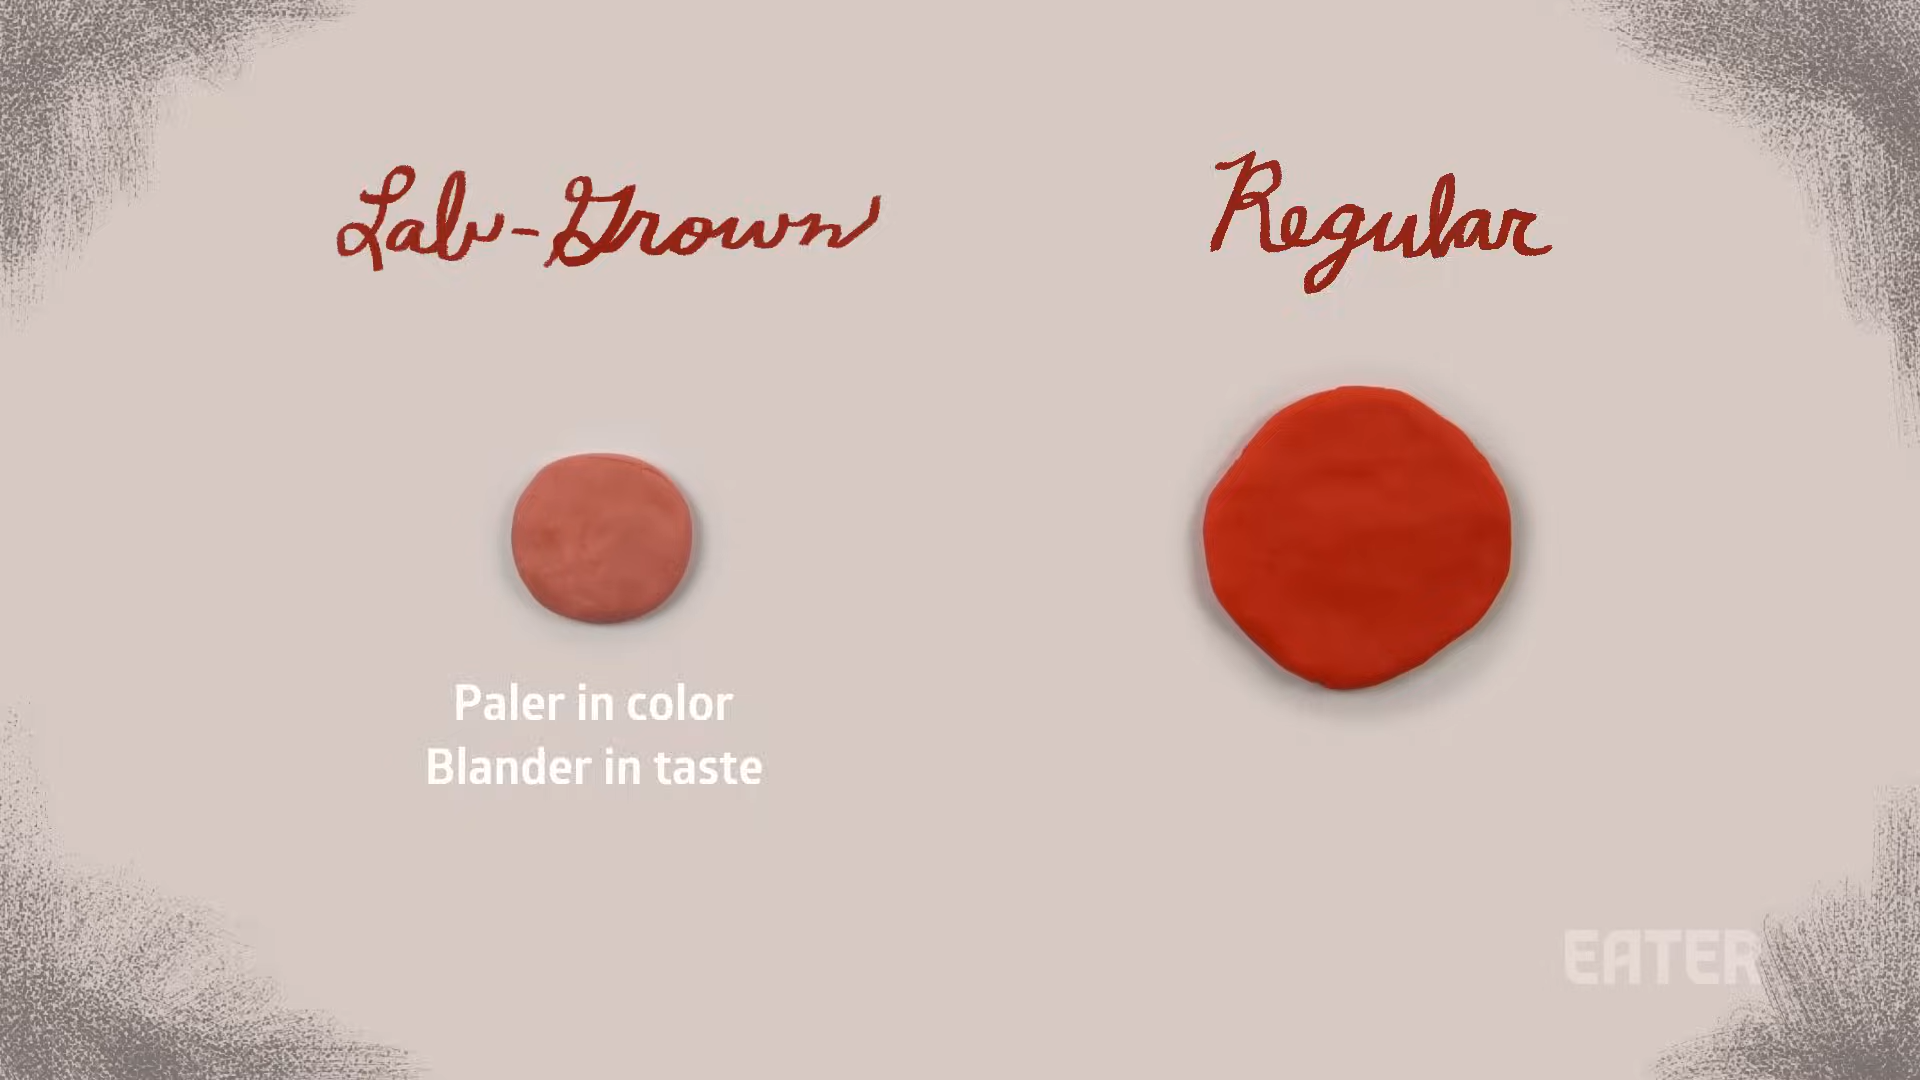 Lab-Grown
Regular
Paler in color
Blander in taste
EATER